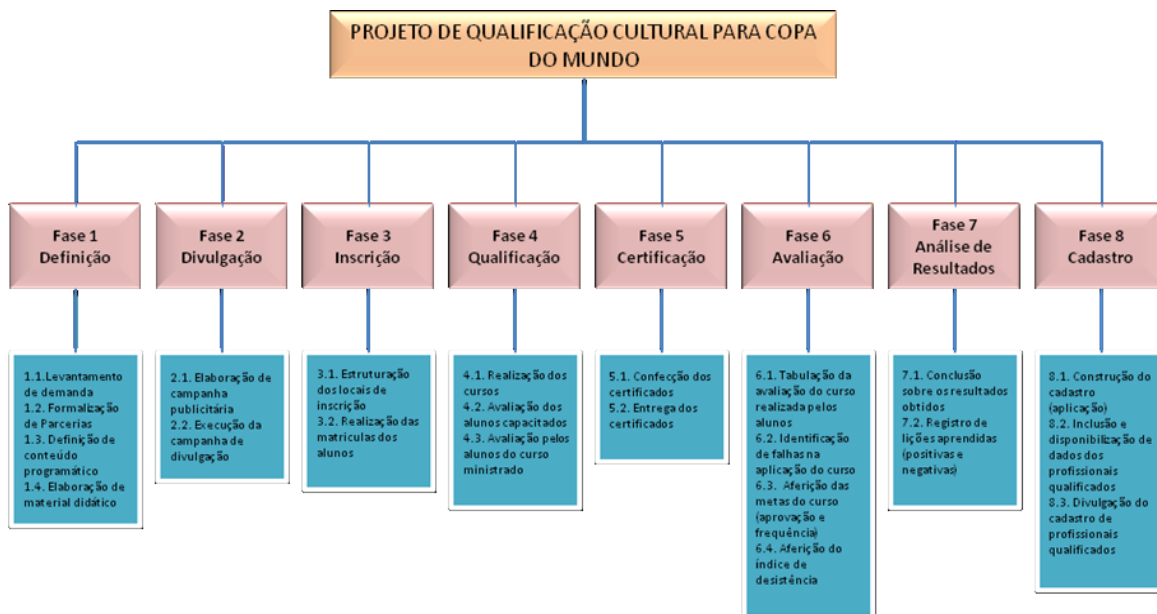 PROJETO DE QUALIFICAÇÃO CULTURAL PARA COPA
DO MUNDO
Fase 1
Definição
Fase 2
Divulgação
Fase 3
Inscrição
Fase 4
Qualificação
Fase 5
Certificação
Fase 6
Avaliação
Fase 7
Análise de
Resultados
Fase 8
Cadastro
1.1.Levantamento
de demanda
1.2. Formalização
de Parcerias
1.3. Definição de
conteúdo
programático
1.4. Elaboração de
material didático
2.1. Elaboração de
campanha
publicitária
2.2. Execução da
campanha de
divulgação
3.1. Estruturação
dos locais de
inscrição
3.2. Realização
das matriculas dos
alunos
4.1. Realização dos
cursos
4.2. Avaliação dos
alunos capacitados
4.3. Avaliação pelos
alunos do curso
ministrado
5.1. Confecção dos
certificados
5.2. Entrega dos
certificados
6.1. Tabulação da
avaliação do curso
realizada pelos
alunos
6.2. Identificação
de falhas na
aplicação do curso
6.3. Aferição das
metas do curso
(aprovação e
frequência)
6.4. Aferição do
índice de
desistência
7.1. Conclusão
sobre os resultados
obtidos
7.2. Registro de
lições aprendidas
(positivas e
negativas)
8.1. Construção do
cadastro
(aplicação)
8.2. Inclusão e
disponibilização de
dados dos
profissionais
qualificados
8.3. Divulgação do
cadastro de
profissionais
qualificados